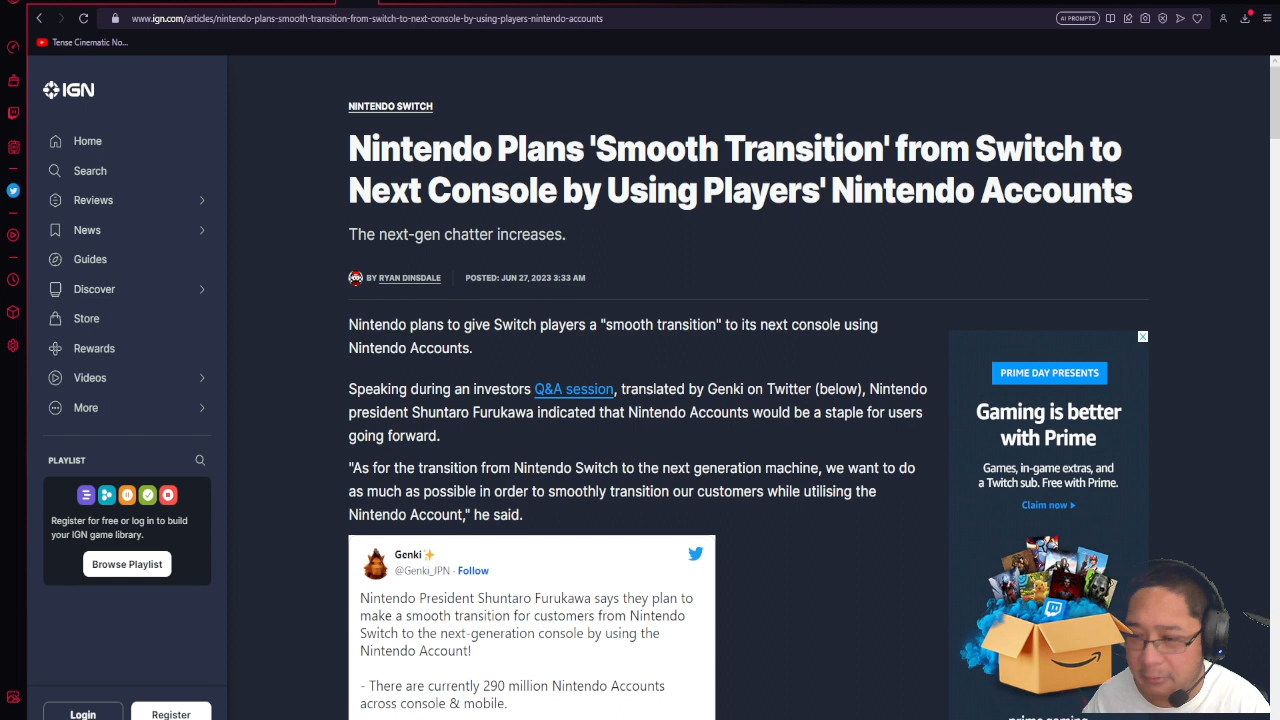 www.ign.com/articles/nintendo-plans-smooth-transition-from-switch-to-next-console-by-using-players-nintendo-accounts
AI PROMPTS
Tense Cinematic No...
IGN
Home
Search
Reviews
News
Guides
Discover
Store
Rewards
Videos
More
PLAYLIST
Register for free or log in to build
your IGN game library.
Browse Playlist
Login
Register
NINTENDO SWITCH
Nintendo Plans 'Smooth Transition' from Switch to
Next Console by Using Players' Nintendo Accounts
The next-gen chatter increases.
BY RYAN DINSDALE
POSTED: JUN 27, 2023 3:33 AM
Nintendo plans to give Switch players a "smooth transition" to its next console using
Nintendo Accounts.
Speaking during an investors Q&A session, translated by Genki on Twitter (below), Nintendo
president Shuntaro Furukawa indicated that Nintendo Accounts would be a staple for users
going forward.
"As for the transition from Nintendo Switch to the next generation machine, we want to do
as much as possible in order to smoothly transition our customers while utilising the
Nintendo Account," he said.
Genki✨
@Genki_JPN · Follow
Nintendo President Shuntaro Furukawa says they plan to
make a smooth transition for customers from Nintendo
Switch to the next-generation console by using the
Nintendo Account!
- There are currently 290 million Nintendo Accounts
across console & mobile.
PRIME DAY PRESENTS
Gaming is better
with Prime
Games, in-game extras, and
a Twitch sub. Free with Prime.
Claim now
prime gaming